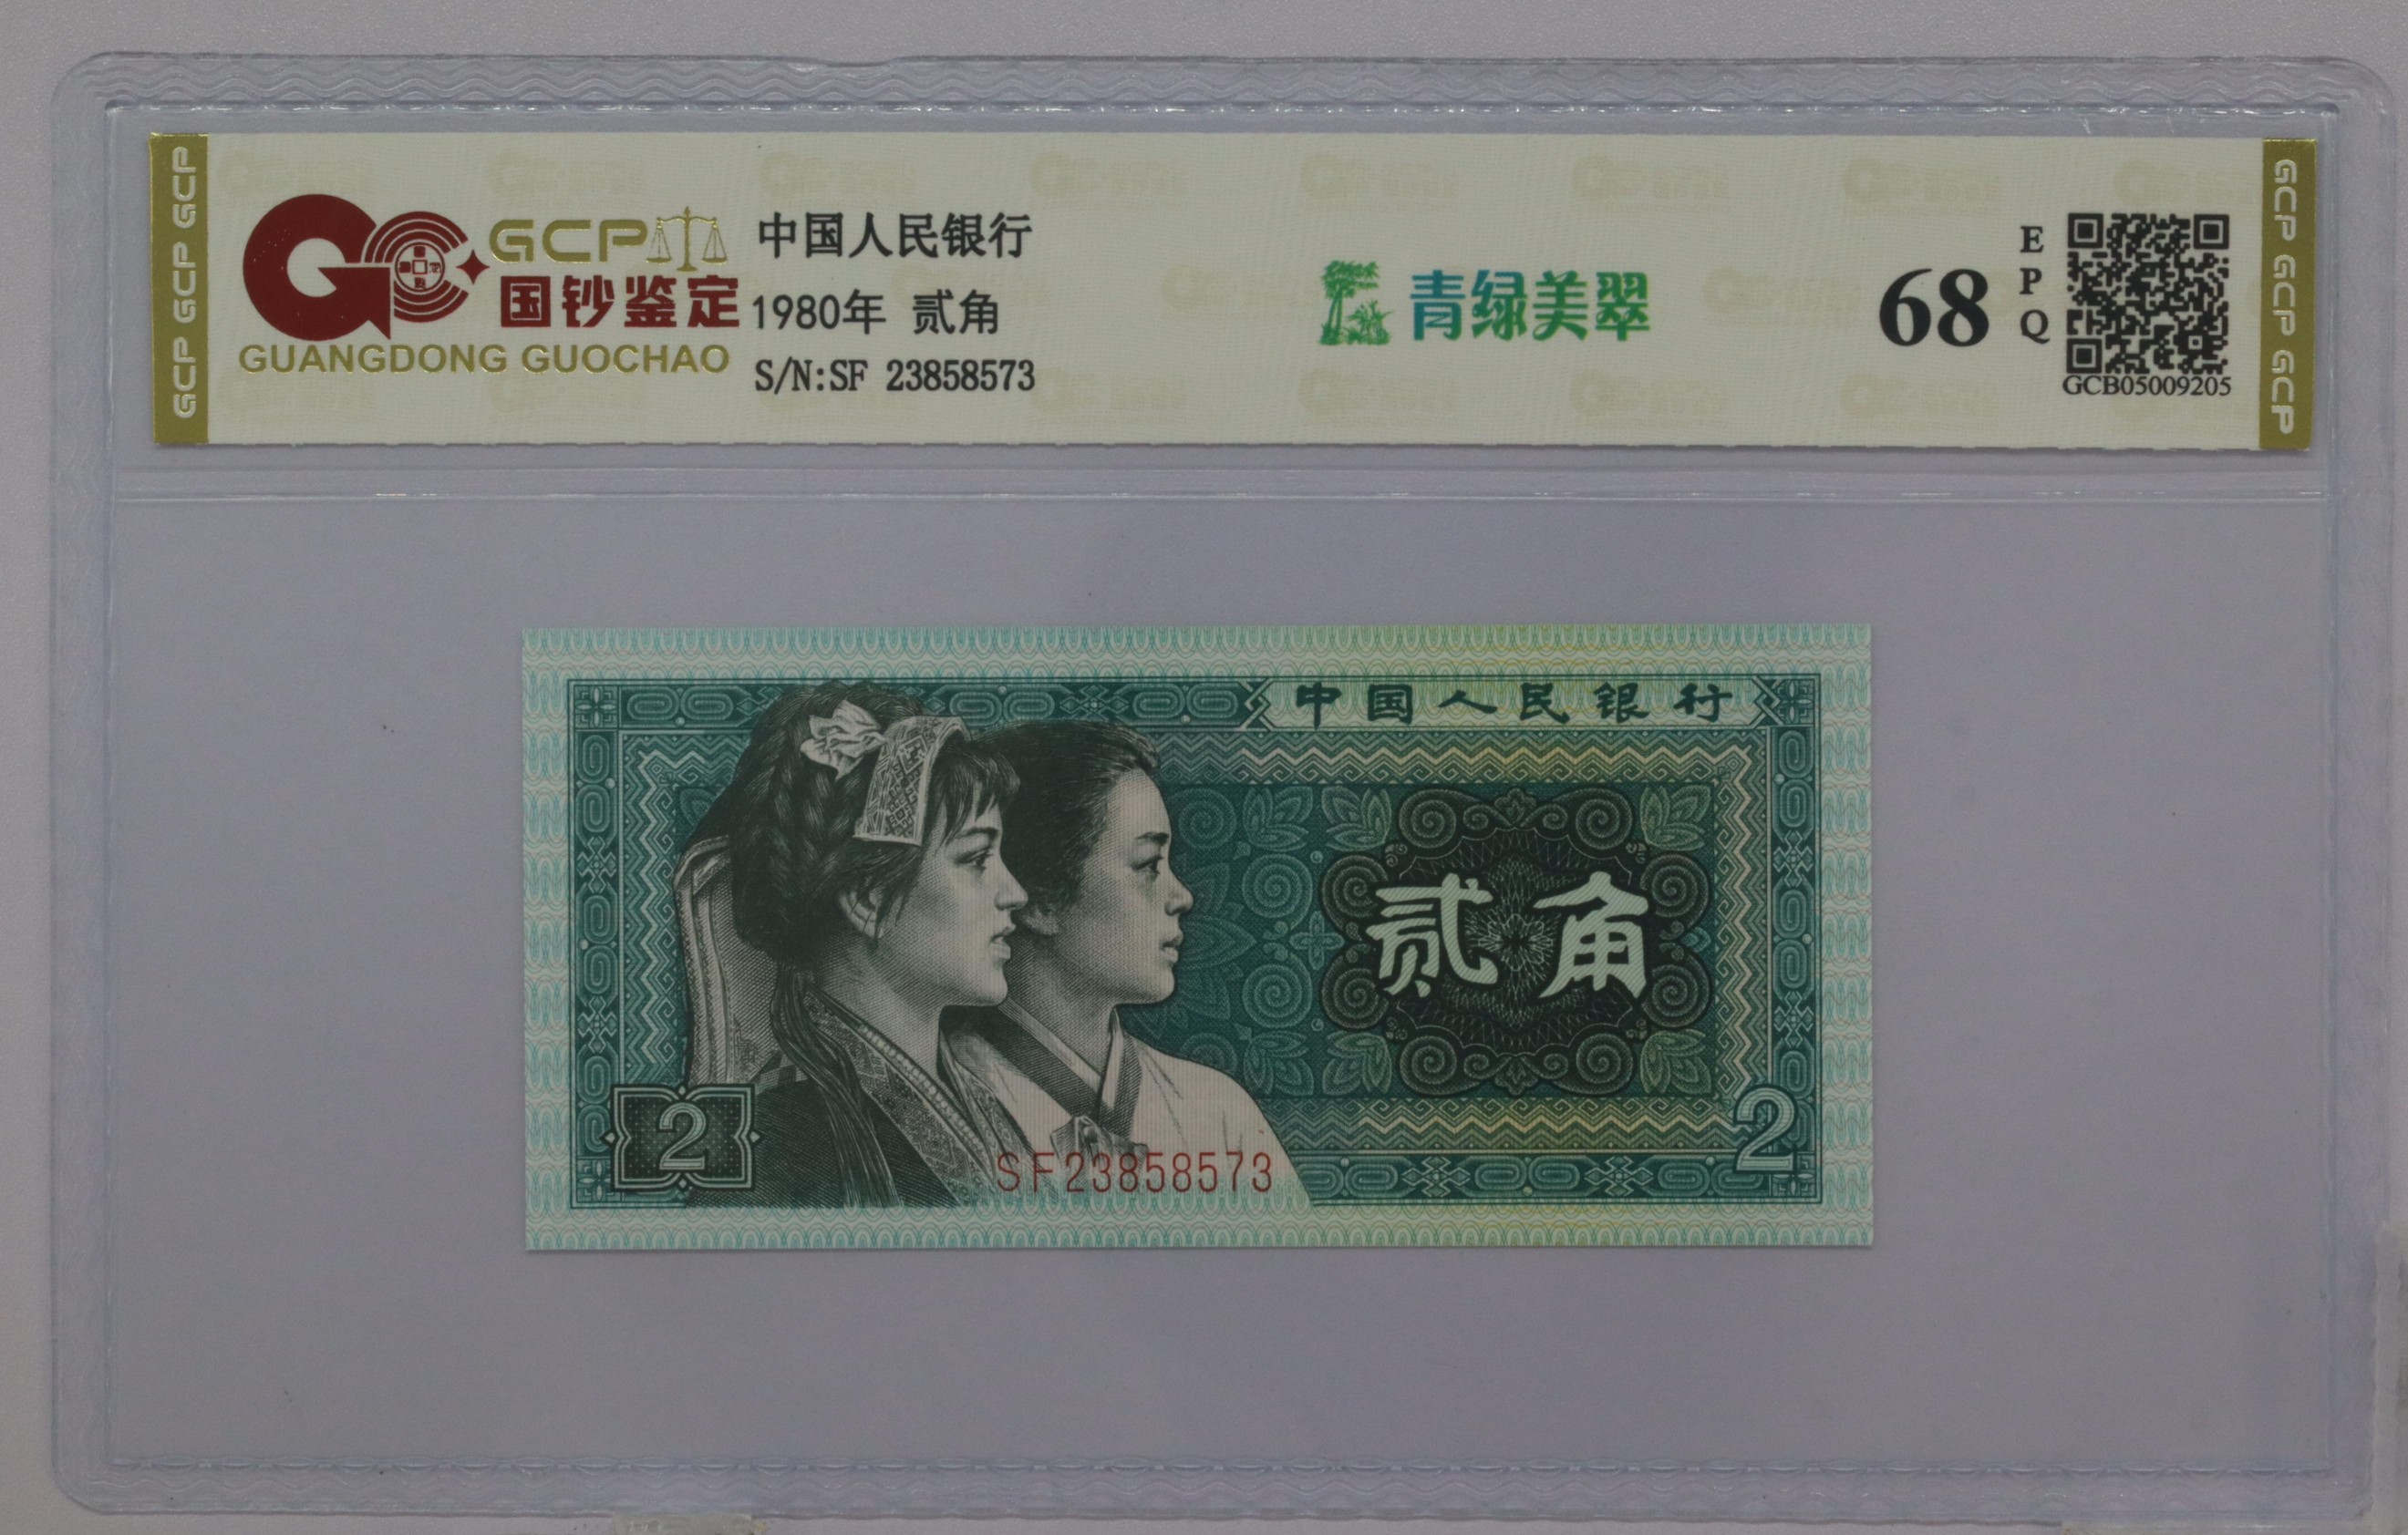 GCP GCP GCP
GCP
国钞鉴定
GUANGDONG GUOCHAO
中国人民银行
1980年 贰角
S/N:SF 23858573
青绿美翠
68
EPQ
GCB05009205
GCP GCP GCP
中国人民银行
贰角
2
SF23858573
2